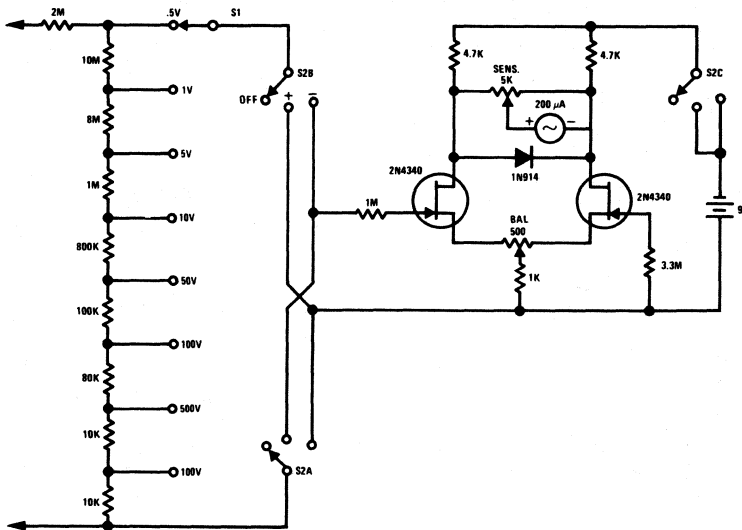 2M
.5V
S1
10M
1V
8M
5V
1M
10V
800K
50V
100K
100V
80K
500V
10K
100V
10K
S2B
OFF
+
–
S2A
4.7K
4.7K
SENS.
5K
200 μA
+
–
1N914
2N4340
2N4340
1M
BAL
500
1K
3.3M
S2C
9